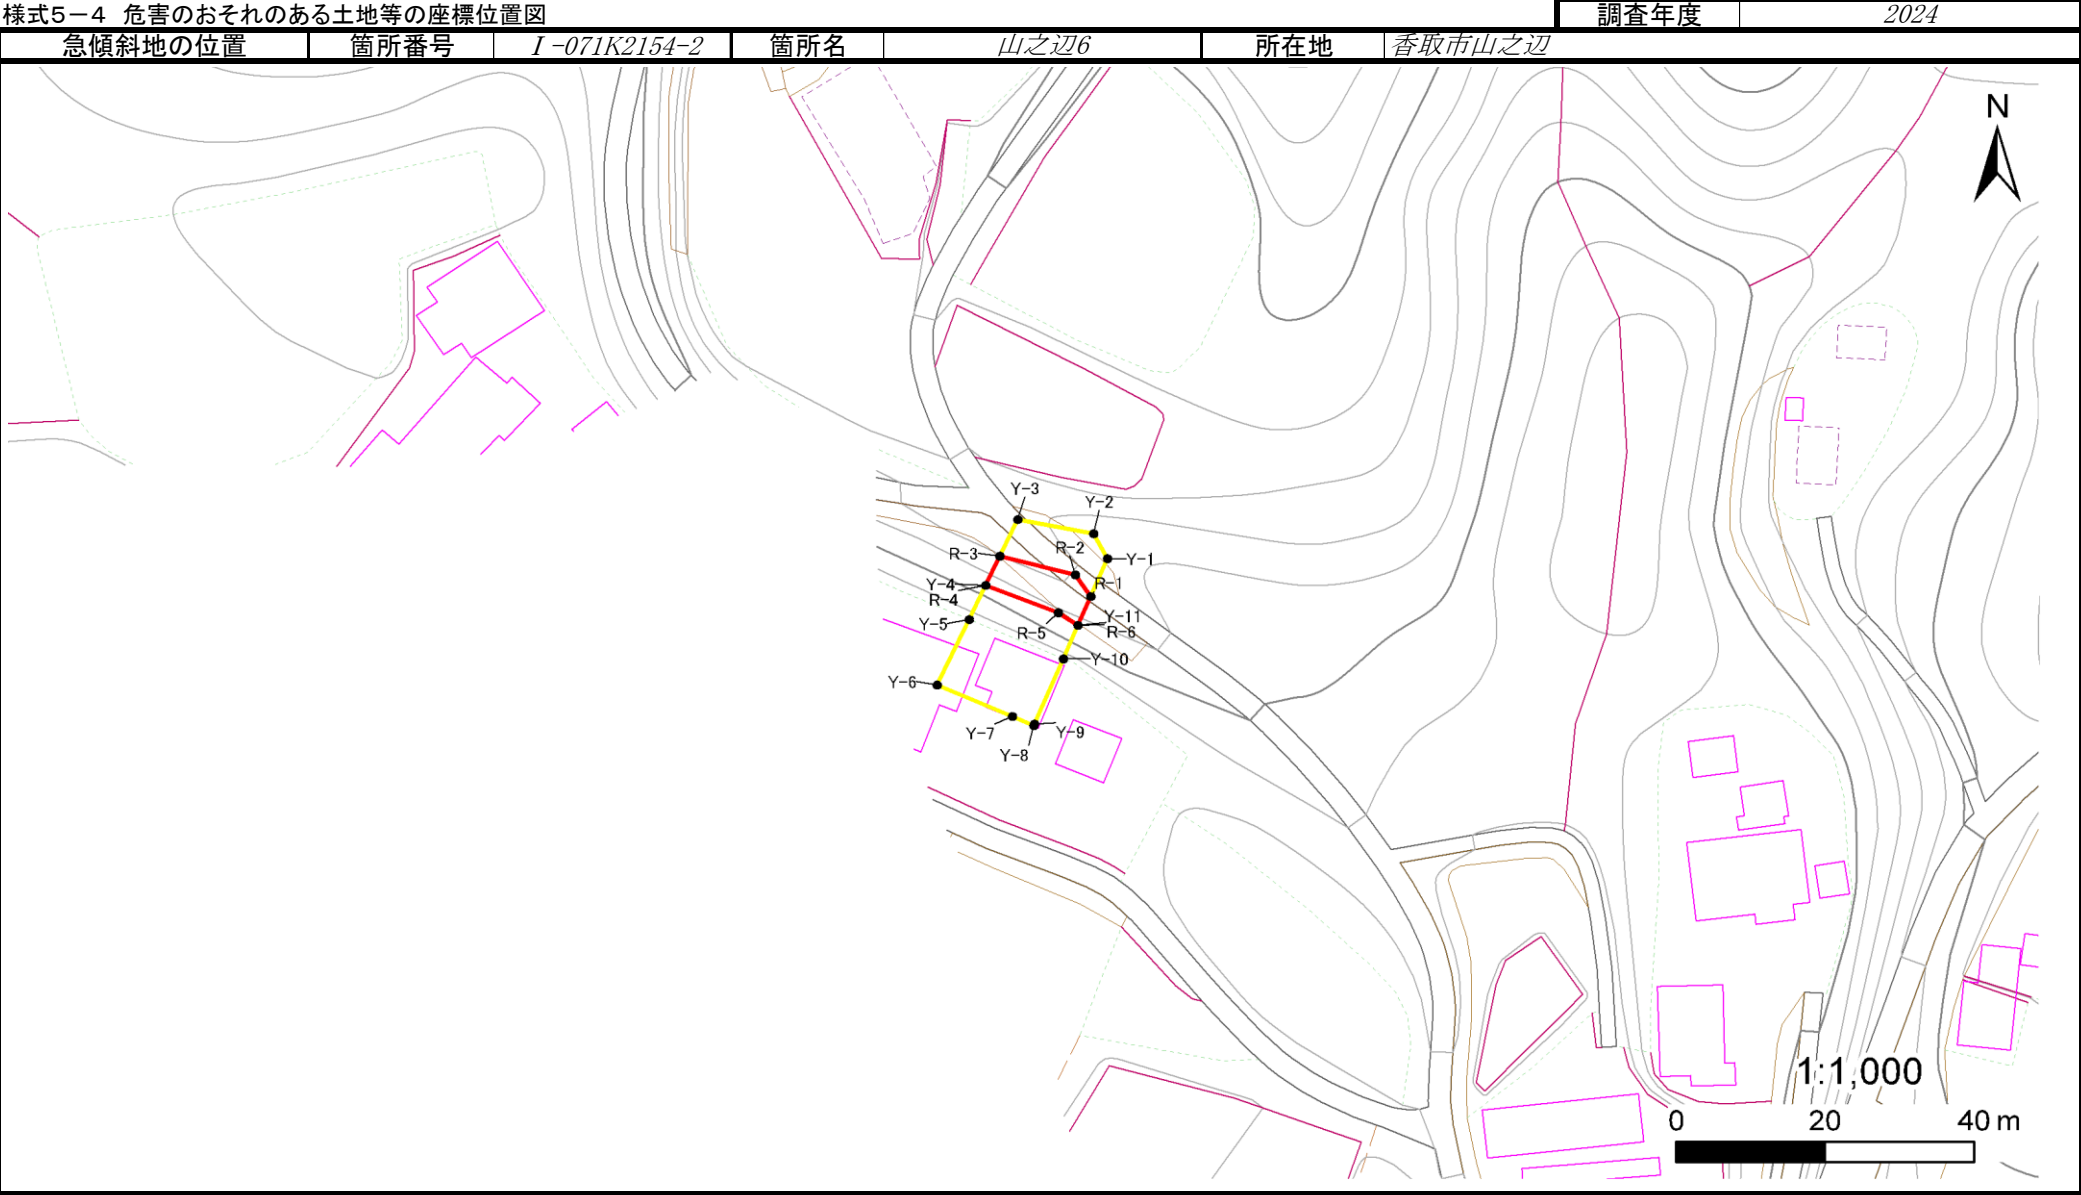 様式5－4 危害のおそれのある土地等の座標位置図 調査年度 2024
急傾斜地の位置 箇所番号 Ⅰ-071K2154-2 箇所名 山之辺6 所在地 香取市山之辺
N
Y-3
Y-2
R-2
R-3
Y-1
Y-4
R-1
R-4
Y-11
Y-5
R-5
R-6
Y-10
Y-6
Y-7
Y-9
Y-8
1:1,000
0 20 40 m